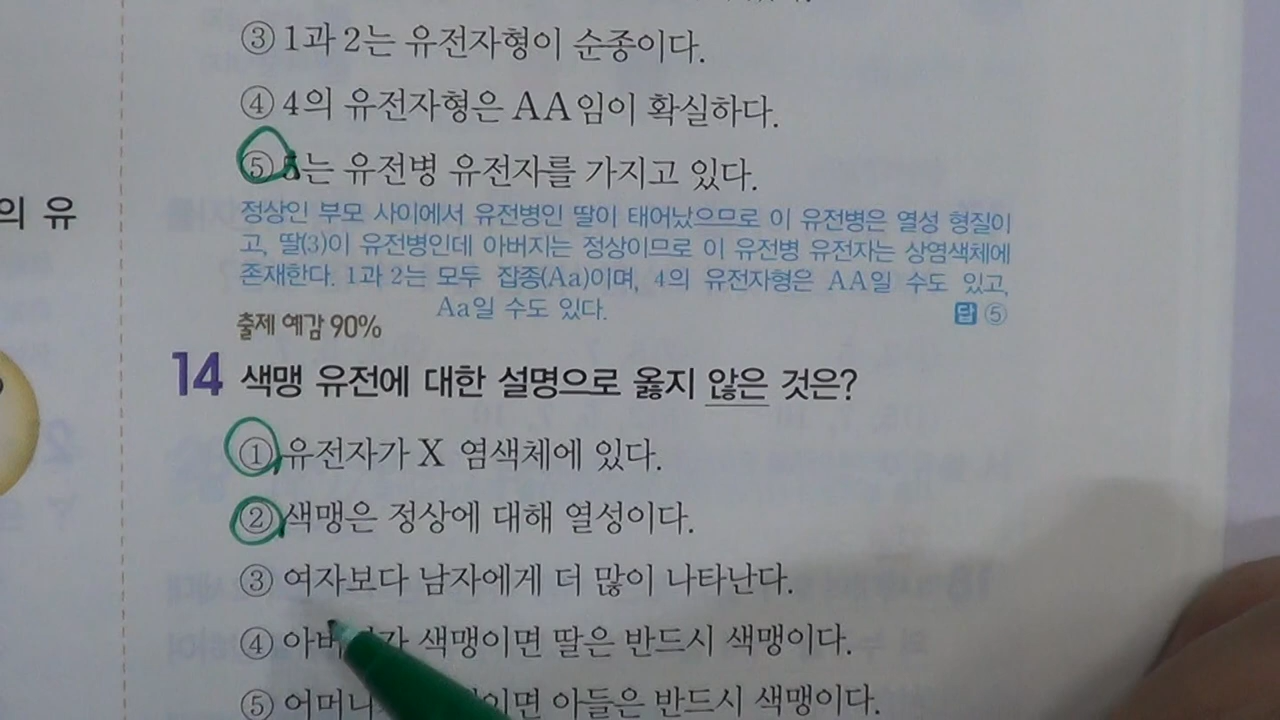 ③ 1과 2는 유전자형이 순종이다.
④ 4의 유전자형은 AA임이 확실하다.
⑤ 5는 유전병 유전자를 가지고 있다.
정상인 부모 사이에서 유전병인 딸이 태어났으므로 이 유전병은 열성 형질이
고, 딸(3)이 유전병인데 아버지는 정상이므로 이 유전병 유전자는 상염색체에
존재한다. 1과 2는 모두 잡종(Aa)이며, 4의 유전자형은 AA일 수도 있고,
Aa일 수도 있다.
답 ⑤
의 유
출제 예감 90%
14 색맹 유전에 대한 설명으로 옳지 않은 것은?
① 유전자가 X 염색체에 있다.
② 색맹은 정상에 대해 열성이다.
③ 여자보다 남자에게 더 많이 나타난다.
④ 색맹이면 딸은 반드시 색맹이다.
⑤ 아들은 반드시 색맹이다.